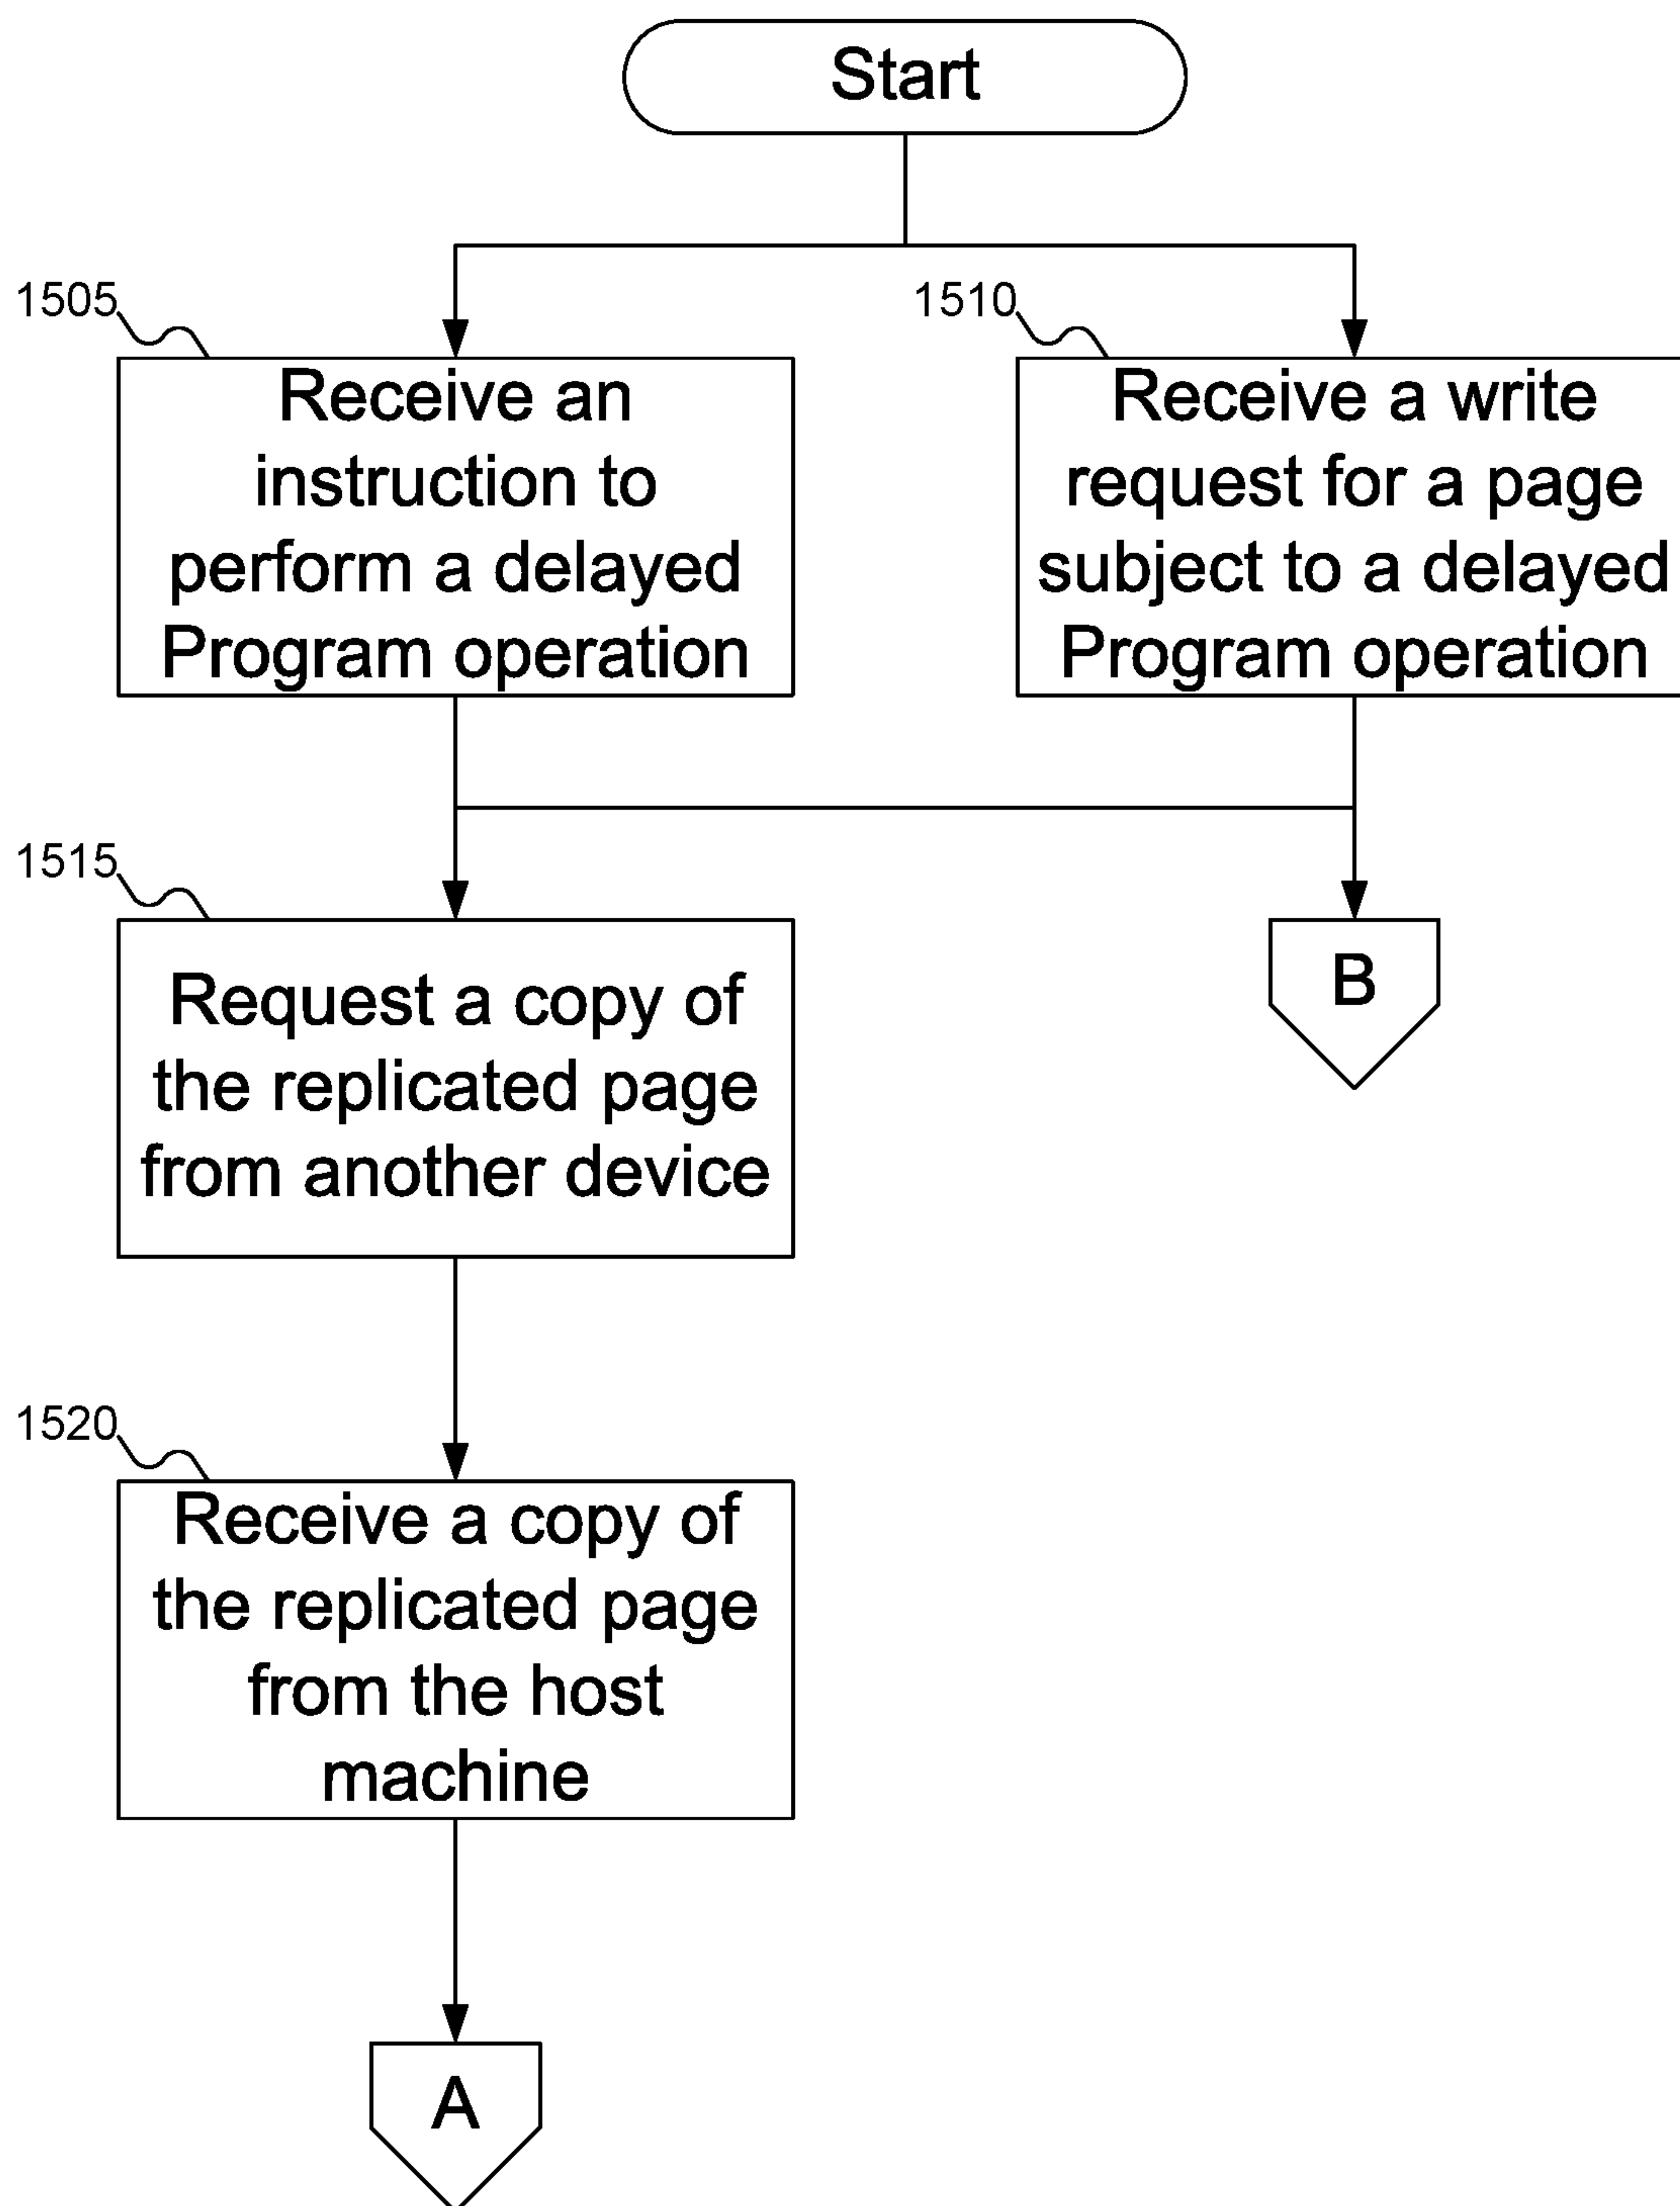 Start
1505
Receive an
instruction to
perform a delayed
Program operation
1510
Receive a write
request for a page
subject to a delayed
Program operation
1515
Request a copy of
the replicated page
from another device
B
1520
Receive a copy of
the replicated page
from the host
machine
A